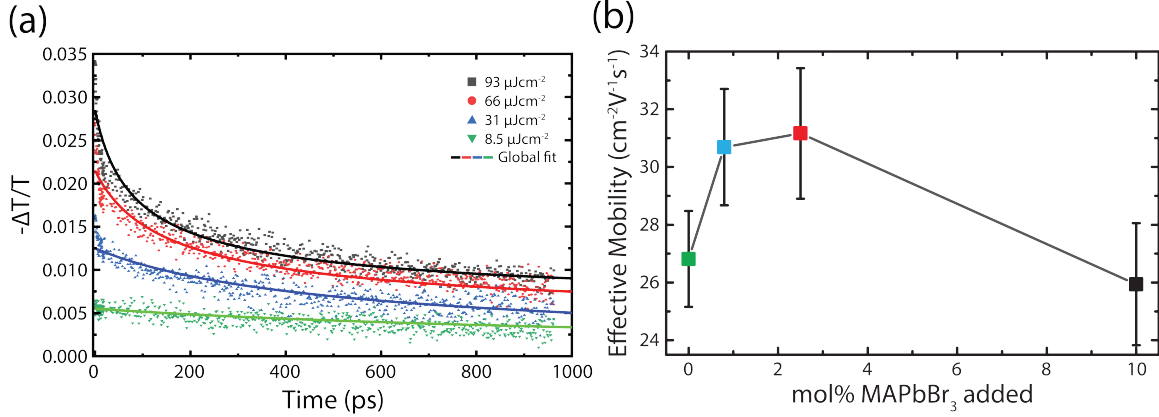 (a)
-ΔT/T
0.035
0.030
0.025
0.020
0.015
0.010
0.005
0.000
93 μJcm⁻²
66 μJcm⁻²
31 μJcm⁻²
8.5 μJcm⁻²
Global fit
0 200 400 600 800 1000
Time (ps)
(b)
Effective Mobility (cm⁻²V⁻¹s⁻¹)
34
32
30
28
26
24
0 2 4 6 8 10
mol% MAPbBr₃ added